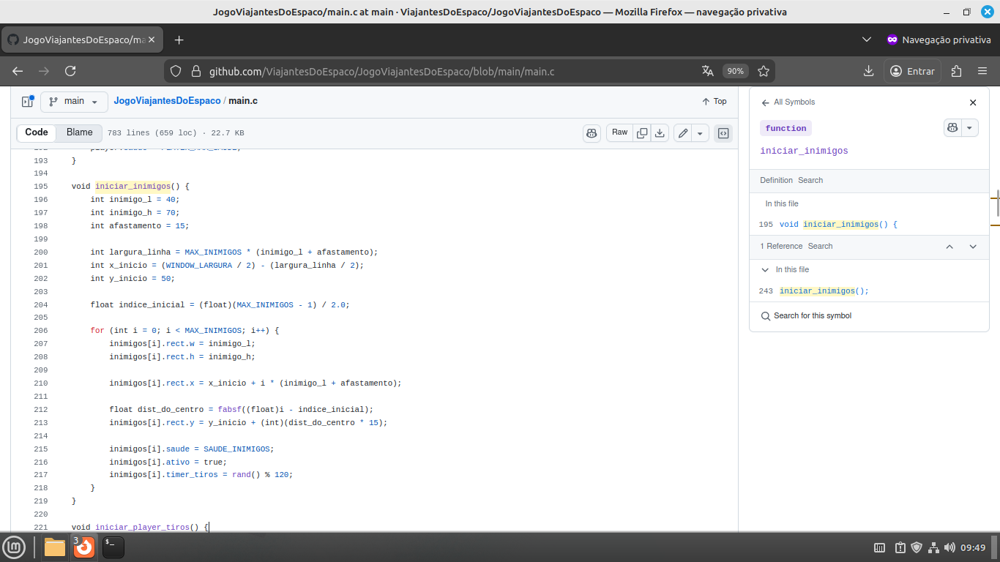 JogoViajantesDoEspaco/main.c at main · ViajantesDoEspaco/JogoViajantesDoEspaco — Mozilla Firefox — navegação privativa
JogoViajantesDoEspaco/ma
Navegação privativa
github.com/ViajantesDoEspaco/JogoViajantesDoEspaco/blob/main/main.c
90%
Entrar
main
JogoViajantesDoEspaco / main.c
Top
Code
Blame
783 lines (659 loc) · 22.7 KB
Raw
193 }
194
195 void iniciar_inimigos() {
196 int inimigo_l = 40;
197 int inimigo_h = 70;
198 int afastamento = 15;
199
200 int largura_linha = MAX_INIMIGOS * (inimigo_l + afastamento);
201 int x_inicio = (WINDOW_LARGURA / 2) - (largura_linha / 2);
202 int y_inicio = 50;
203
204 float indice_inicial = (float)(MAX_INIMIGOS - 1) / 2.0;
205
206 for (int i = 0; i < MAX_INIMIGOS; i++) {
207 inimigos[i].rect.w = inimigo_l;
208 inimigos[i].rect.h = inimigo_h;
209
210 inimigos[i].rect.x = x_inicio + i * (inimigo_l + afastamento);
211
212 float dist_do_centro = fabsf((float)i - indice_inicial);
213 inimigos[i].rect.y = y_inicio + (int)(dist_do_centro * 15);
214
215 inimigos[i].saude = SAUDE_INIMIGOS;
216 inimigos[i].ativo = true;
217 inimigos[i].timer_tiros = rand() % 120;
218 }
219 }
220
221 void iniciar_player_tiros() {
All Symbols
function
iniciar_inimigos
Definition Search
In this file
195 void iniciar_inimigos() {
1 Reference Search
In this file
243 iniciar_inimigos();
Search for this symbol
3
$_
09:49